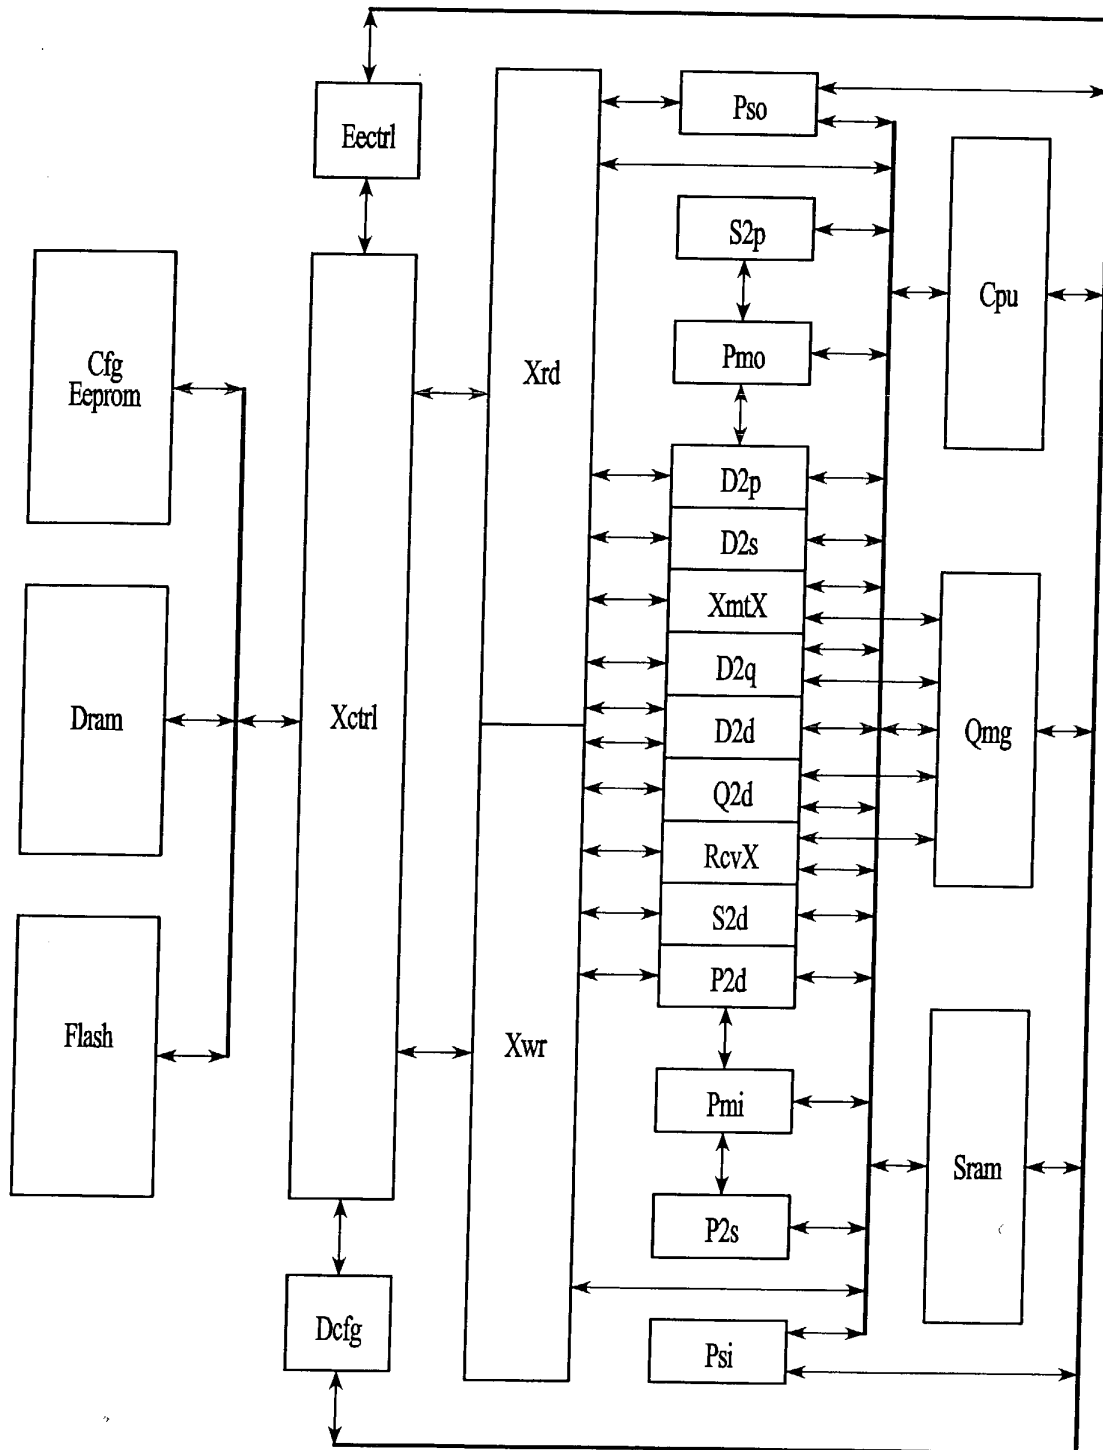 Eectrl
Pso
S2p
Cpu
Cfg
Eeprom
Xrd
Pmo
D2p
D2s
XmtX
D2q
Dram
Xctrl
D2d
Qmg
Q2d
RcvX
S2d
P2d
Flash
Xwr
Pmi
Sram
P2s
Dcfg
Psi